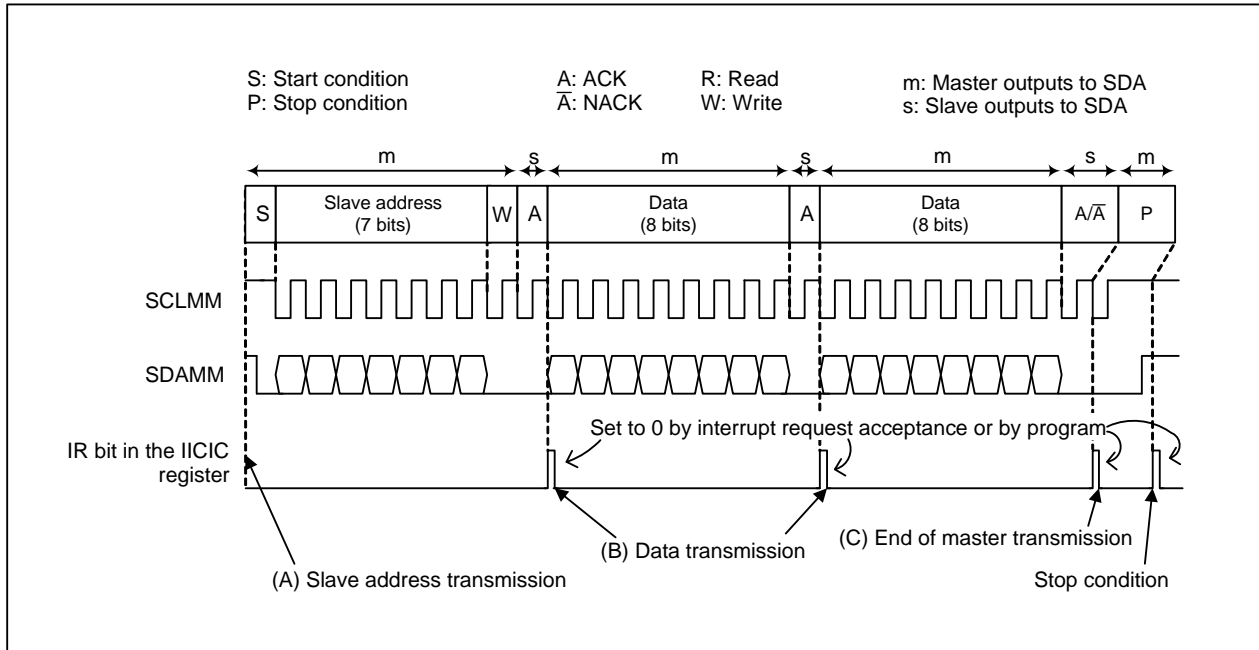 S: Start condition
P: Stop condition
A: ACK
A̅: NACK
R: Read
W: Write
m: Master outputs to SDA
s: Slave outputs to SDA
m s m s m s m
S Slave address (7 bits) W A Data (8 bits) A Data (8 bits) A/A̅ P
SCLMM
SDAMM
Set to 0 by interrupt request acceptance or by program
IR bit in the IICIC
register
(A) Slave address transmission
(B) Data transmission
(C) End of master transmission
Stop condition